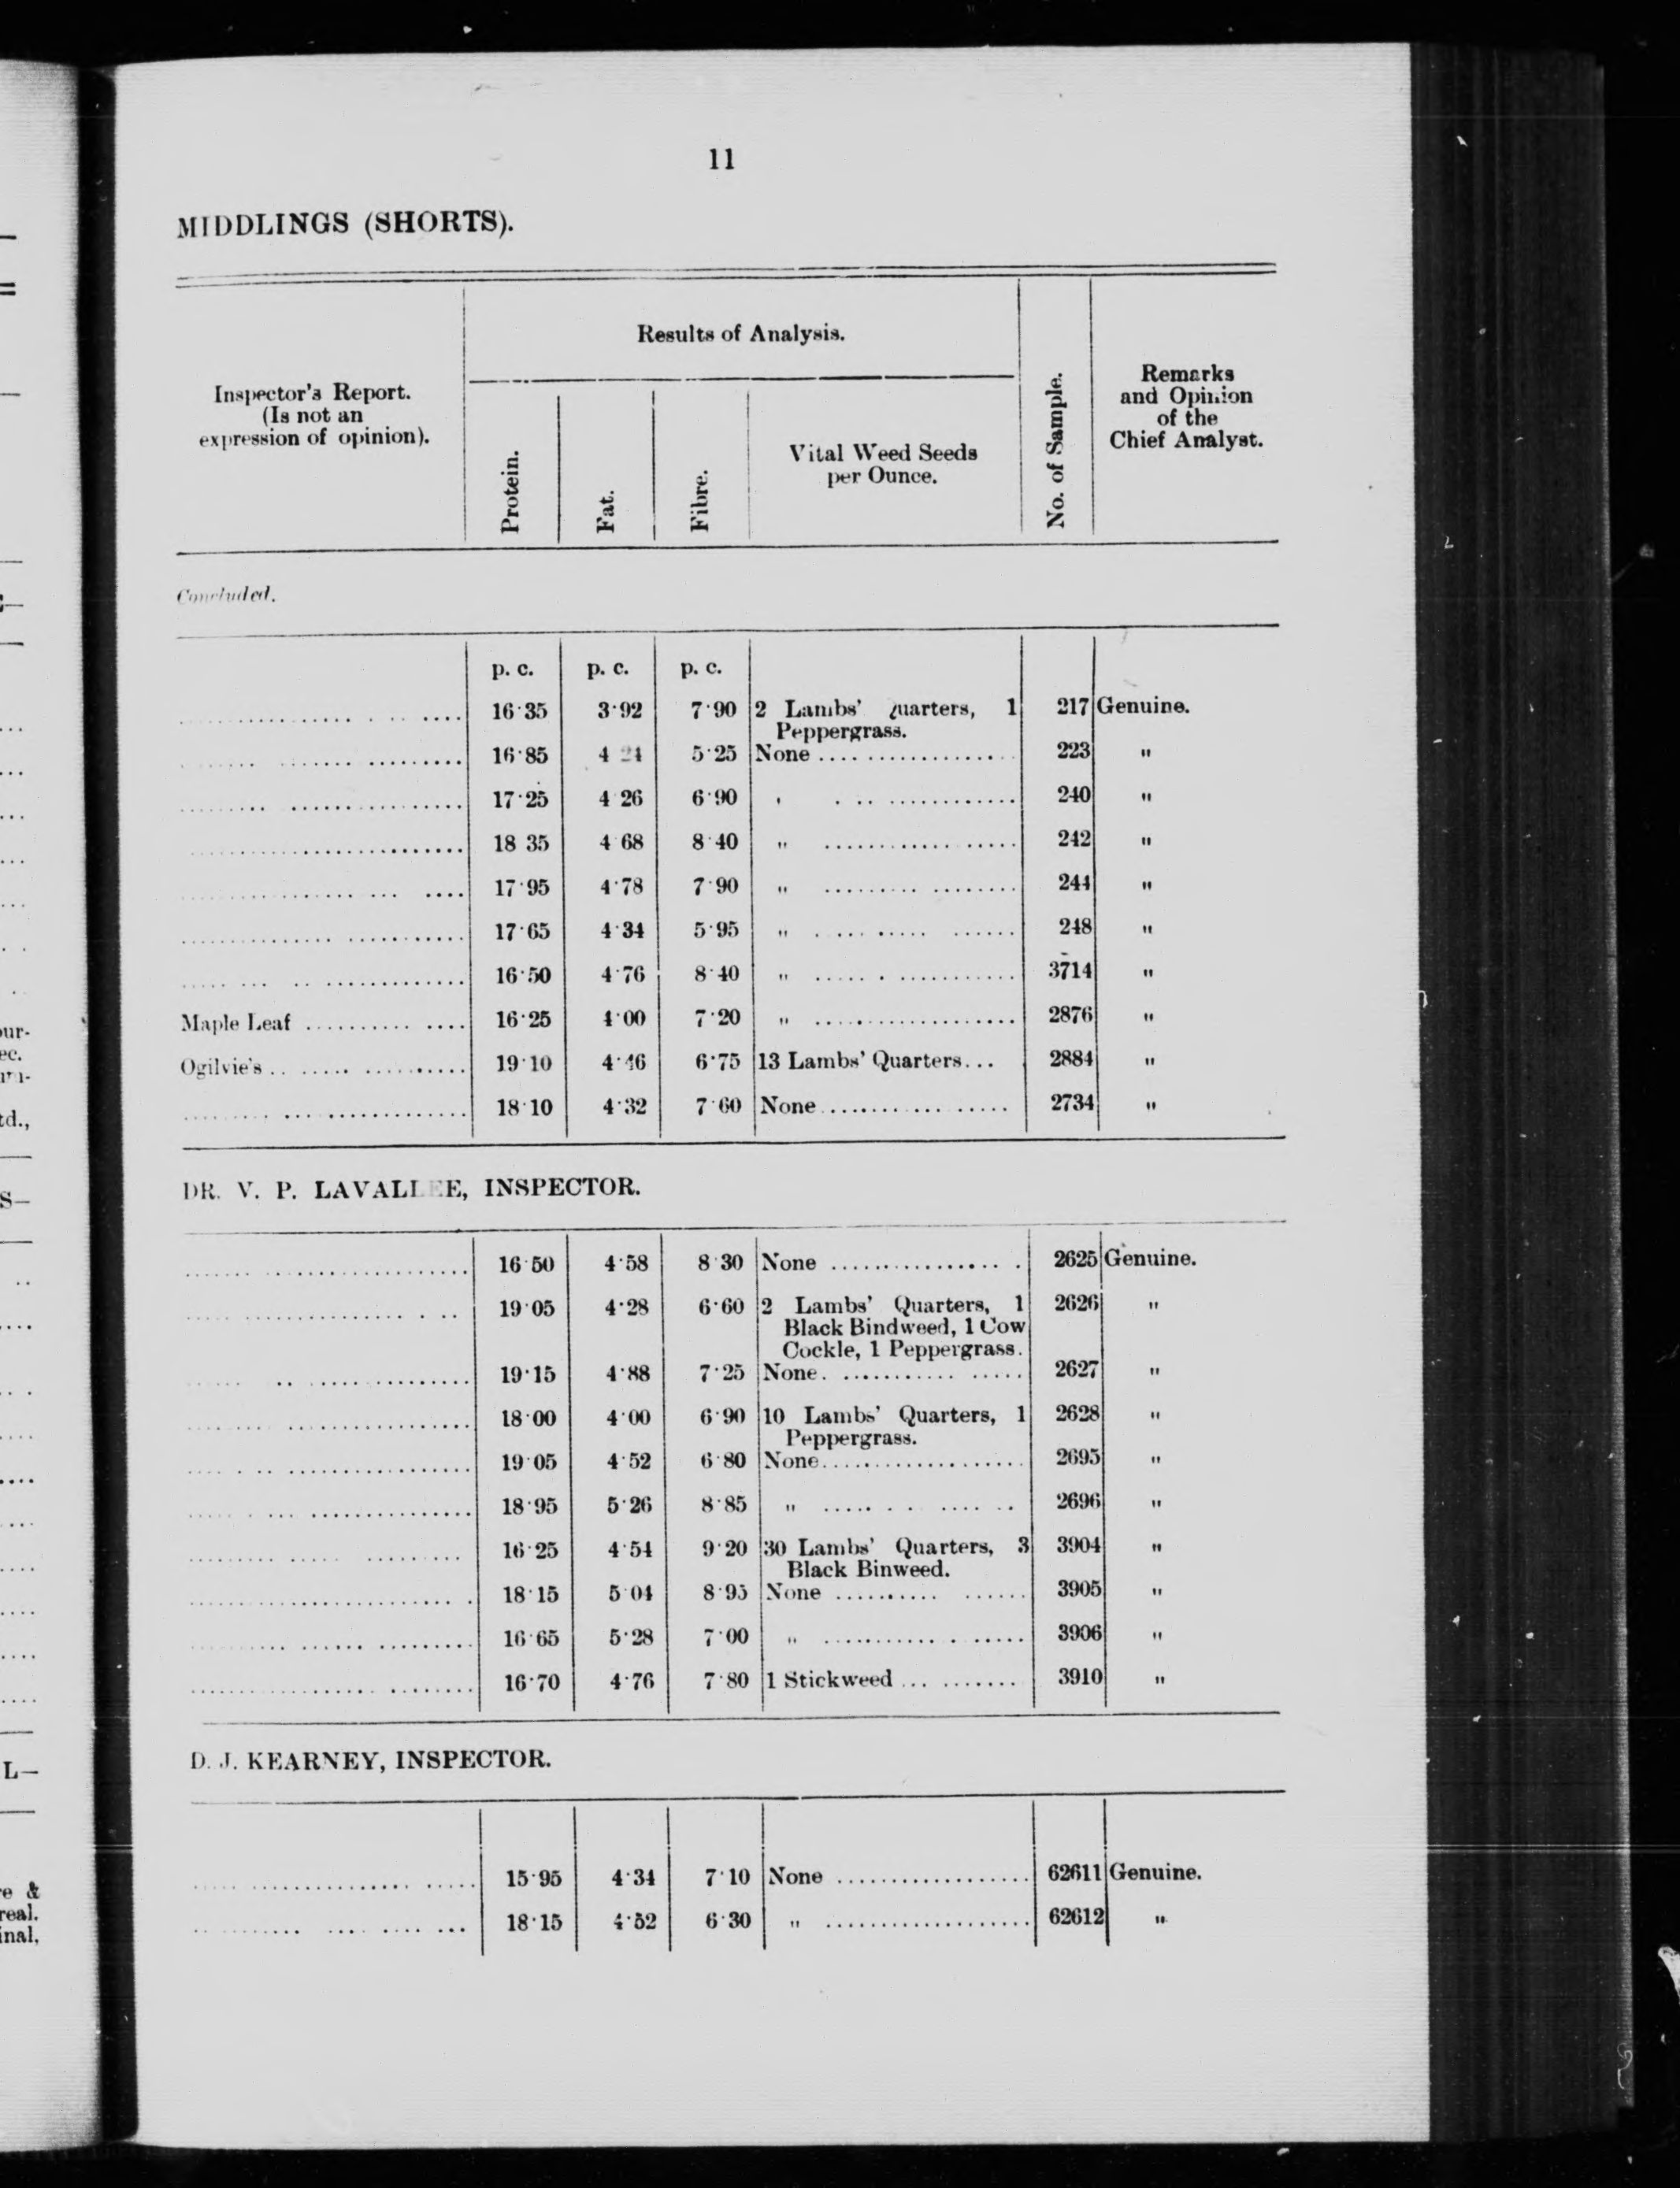 11
MIDDLINGS (SHORTS).
Results of Analysis.
Inspector's Report.
(Is not an
expression of opinion).
Protein.
Fat.
Fibre.
Vital Weed Seeds
per Ounce.
No. of Sample.
Remarks
and Opinion
of the
Chief Analyst.
Concluded.
p. c. p. c. p. c.
16·35 3·92 7·90 2 Lambs' Quarters, 1 217 Genuine.
Peppergrass.
16·85 4 24 5·25 None .................... 223 "
17·25 4 26 6·90 " .................... 240 "
18 35 4 68 8·40 " .................... 242 "
17·95 4·78 7·90 " .................... 244 "
17·65 4·34 5·95 " .................... 248 "
16·50 4·76 8·40 " .................... 3714 "
Maple Leaf .............. 16·25 4·00 7·20 " .................... 2876 "
Ogilvie's .................. 19·10 4·46 6·75 13 Lambs' Quarters... 2884 "
18·10 4·32 7·60 None.................... 2734 "
DR. V. P. LAVALLEE, INSPECTOR.
16·50 4·58 8·30 None .................... 2625 Genuine.
19·05 4·28 6·60 2 Lambs' Quarters, 1 2626 "
Black Bindweed, 1 Cow
Cockle, 1 Peppergrass.
19·15 4·88 7·25 None.................... 2627 "
18·00 4·00 6·90 10 Lambs' Quarters, 1 2628 "
Peppergrass.
19·05 4·52 6·80 None.................... 2695 "
18·95 5·26 8·85 " .................... 2696 "
16·25 4·54 9·20 30 Lambs' Quarters, 3 3904 "
Black Binweed.
18·15 5·04 8·95 None .................... 3905 "
16·65 5·28 7·00 " .................... 3906 "
16·70 4·76 7·80 1 Stickweed ............ 3910 "
D. J. KEARNEY, INSPECTOR.
15·95 4·34 7·10 None .................... 62611 Genuine.
18·15 4·52 6·30 " .................... 62612 "